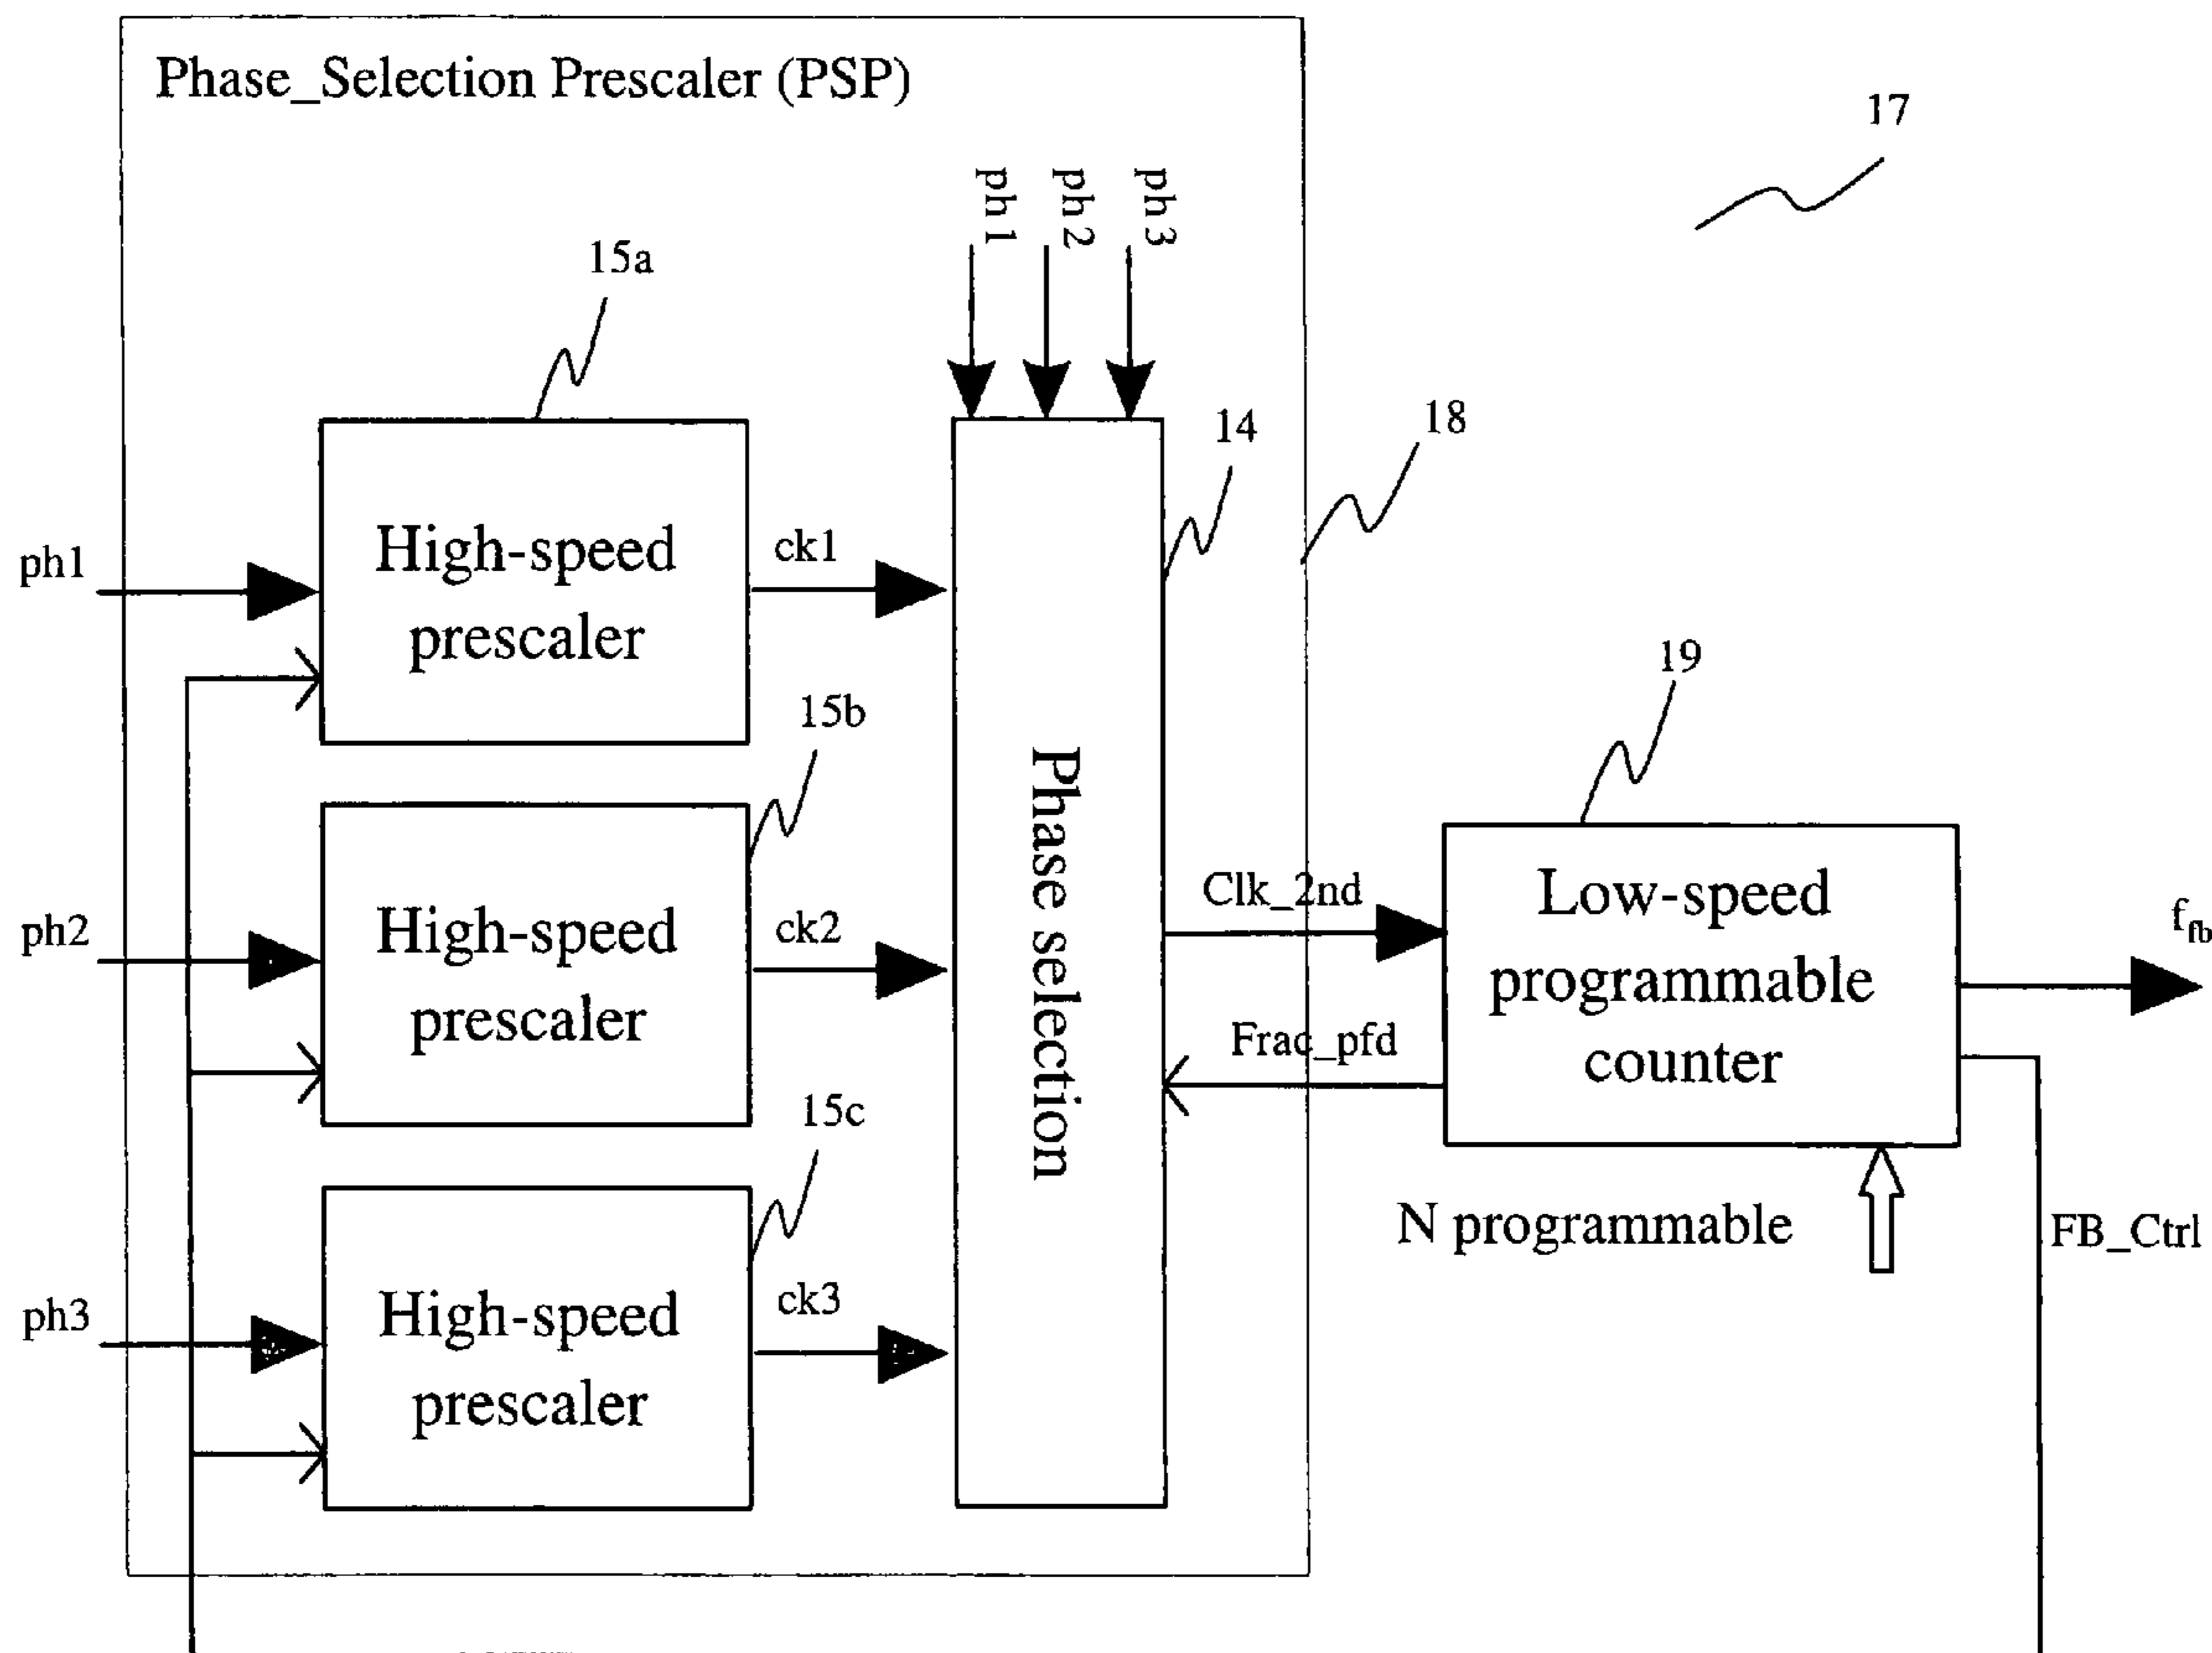 Phase_Selection Prescaler (PSP)
17
ph1
ph2
ph3
15a
14
18
High-speed
prescaler
ph1
ck1
15b
19
High-speed
prescaler
ph2
ck2
Phase selection
Clk_2nd
Low-speed
programmable
counter
f_fb
Frac_pfd
15c
N programmable
FB_Ctrl
High-speed
prescaler
ph3
ck3